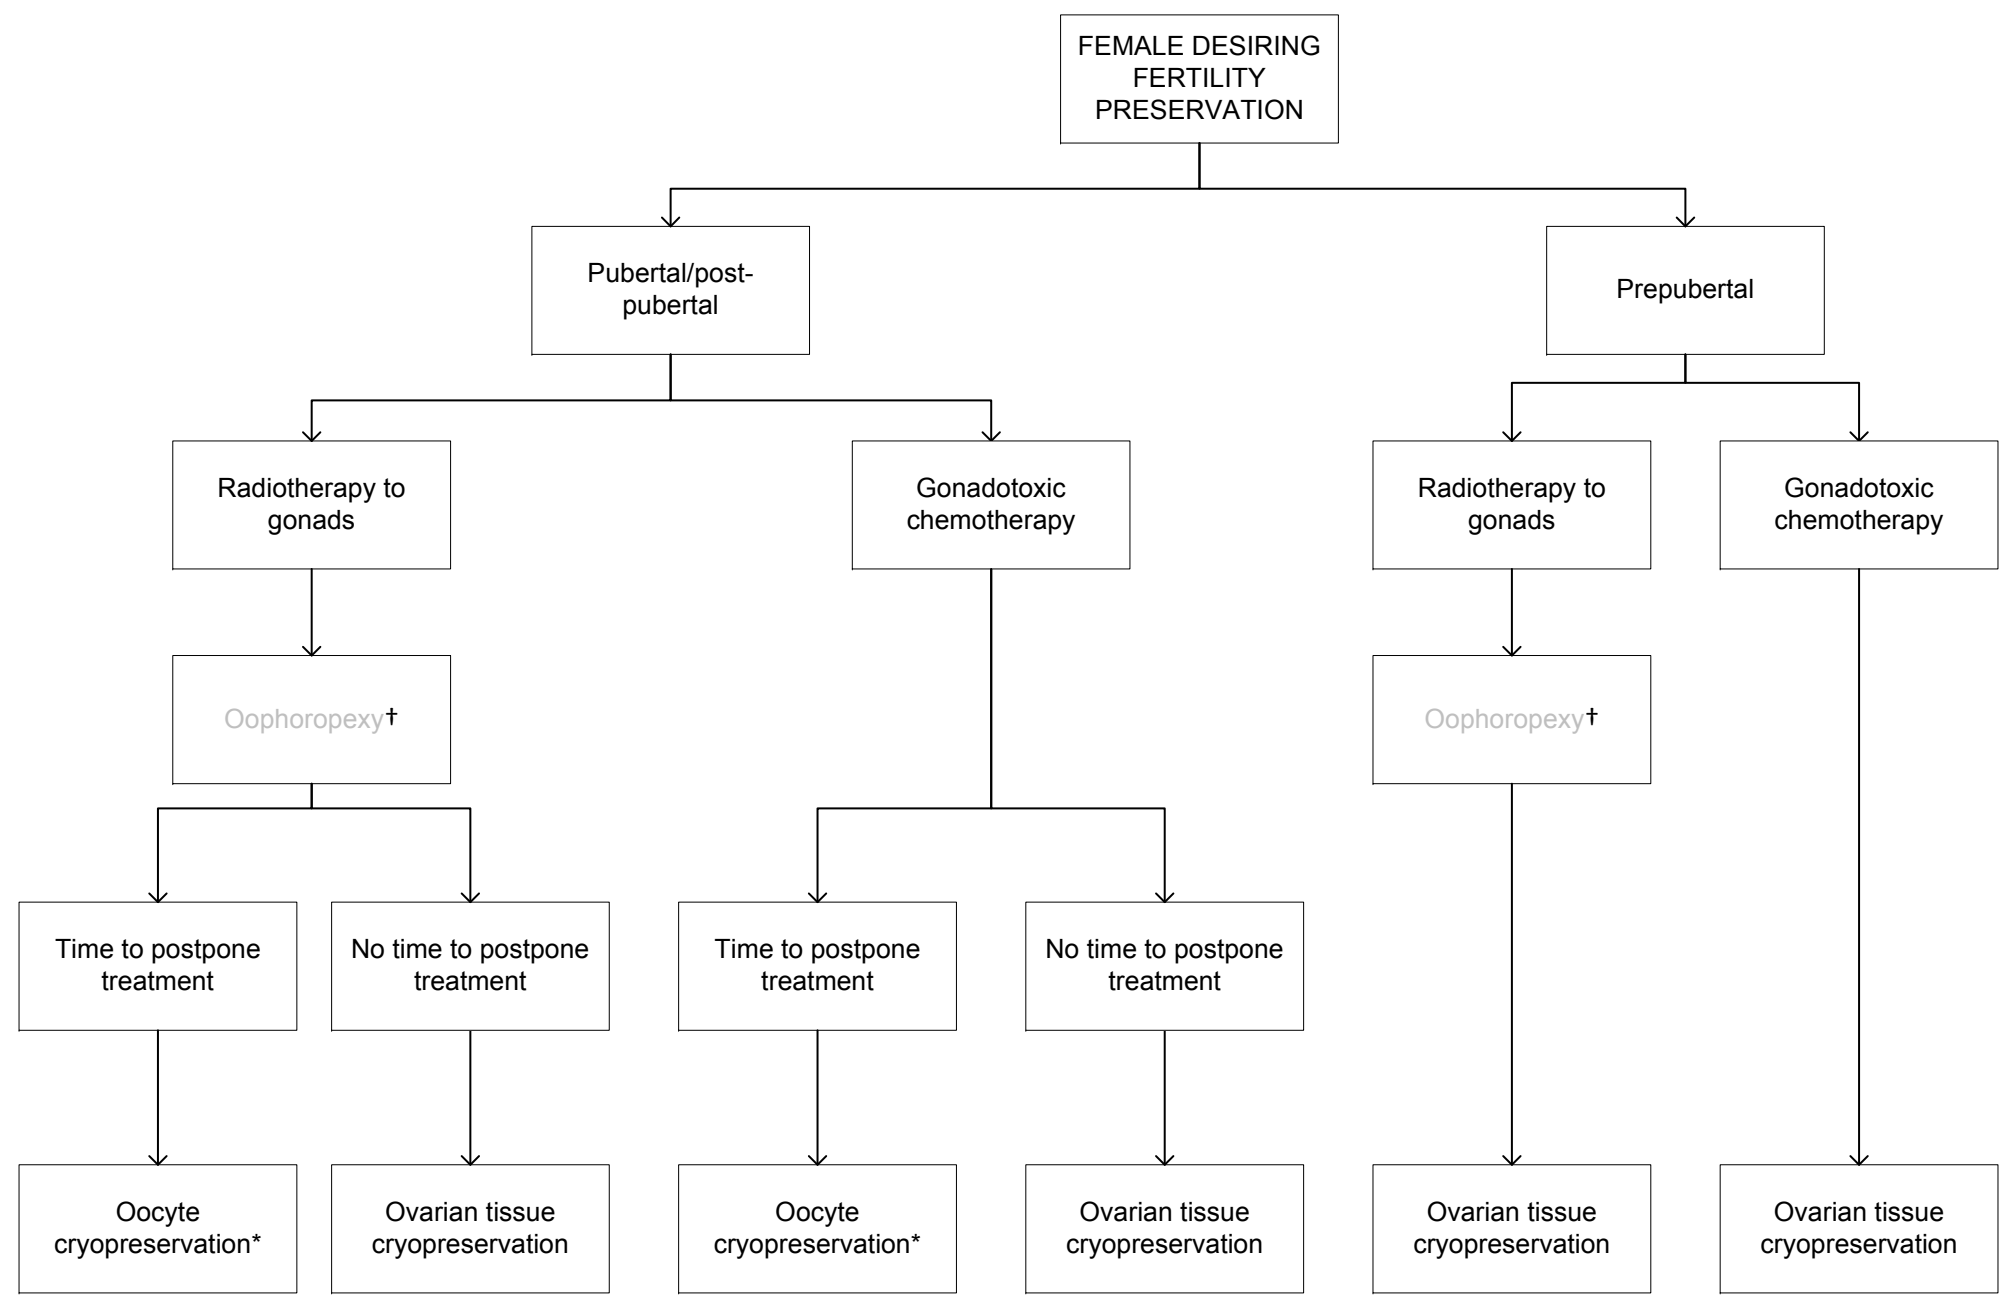 FEMALE DESIRING
FERTILITY
PRESERVATION
Pubertal/post-
pubertal
Prepubertal
Radiotherapy to
gonads
Gonadotoxic
chemotherapy
Radiotherapy to
gonads
Gonadotoxic
chemotherapy
Oophoropexy†
Oophoropexy†
Time to postpone
treatment
No time to postpone
treatment
Time to postpone
treatment
No time to postpone
treatment
Oocyte
cryopreservation*
Ovarian tissue
cryopreservation
Oocyte
cryopreservation*
Ovarian tissue
cryopreservation
Ovarian tissue
cryopreservation
Ovarian tissue
cryopreservation